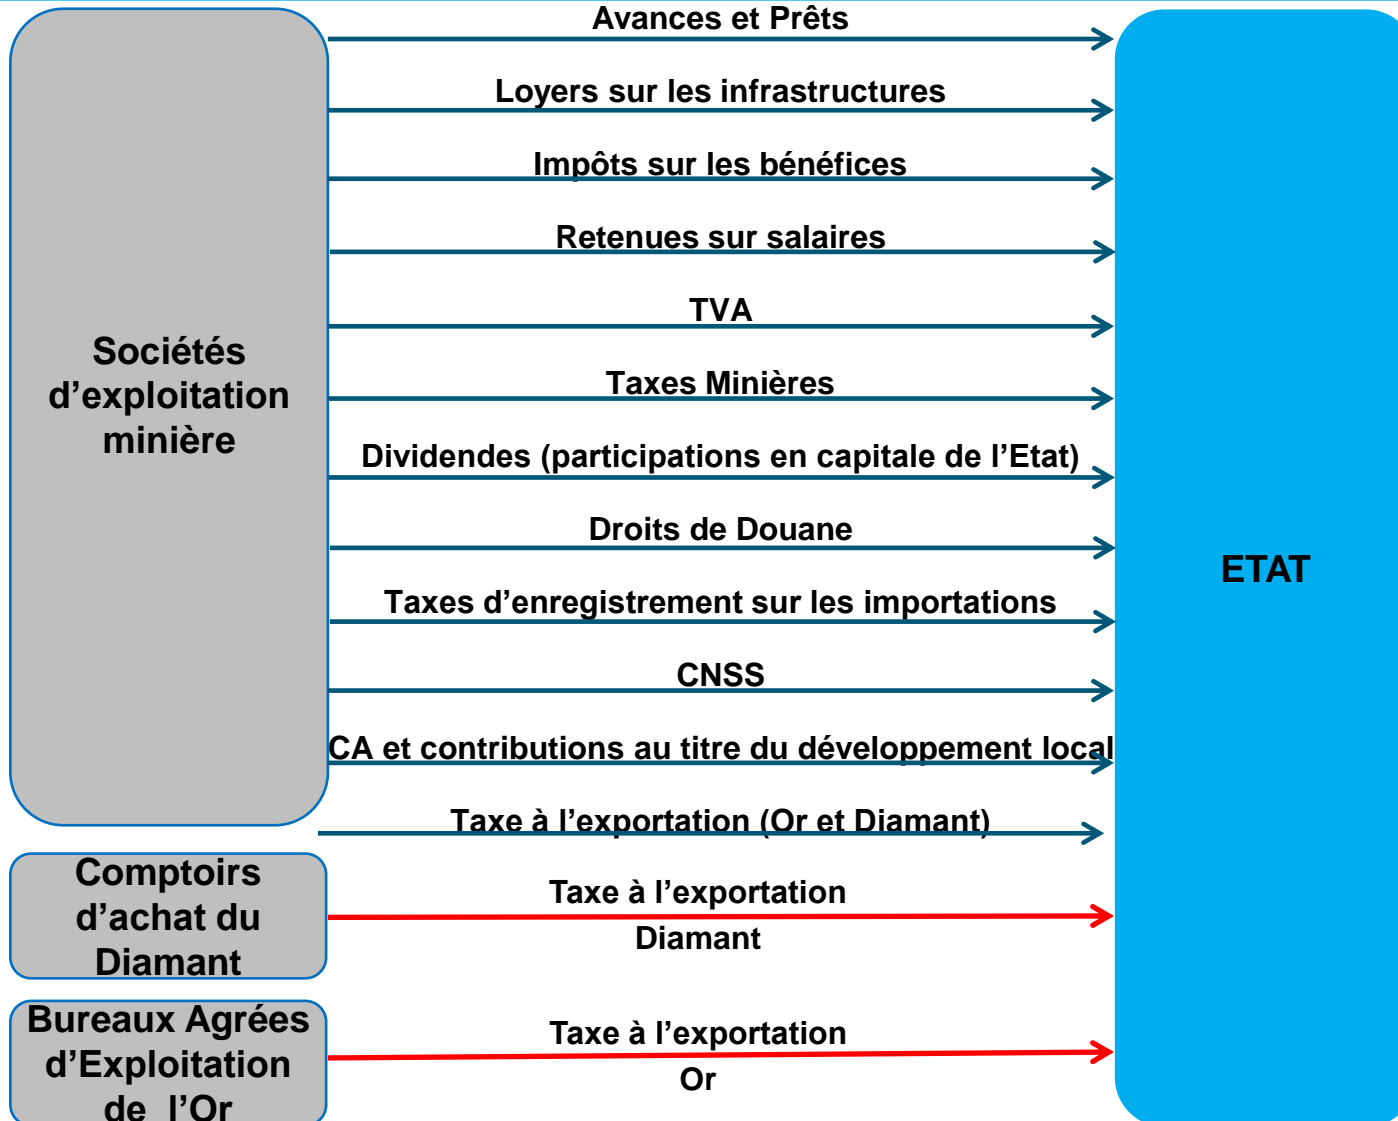 Avances et Prêts
Loyers sur les infrastructures
Impôts sur les bénéfices
Retenues sur salaires
TVA
Sociétés
d’exploitation
minière
Taxes Minières
Dividendes (participations en capitale de l’Etat)
Droits de Douane
ETAT
Taxes d’enregistrement sur les importations
CNSS
CA et contributions au titre du développement local
Taxe à l’exportation (Or et Diamant)
Comptoirs
d’achat du
Diamant
Taxe à l’exportation
Diamant
Bureaux Agrées
d’Exploitation
de l’Or
Taxe à l’exportation
Or